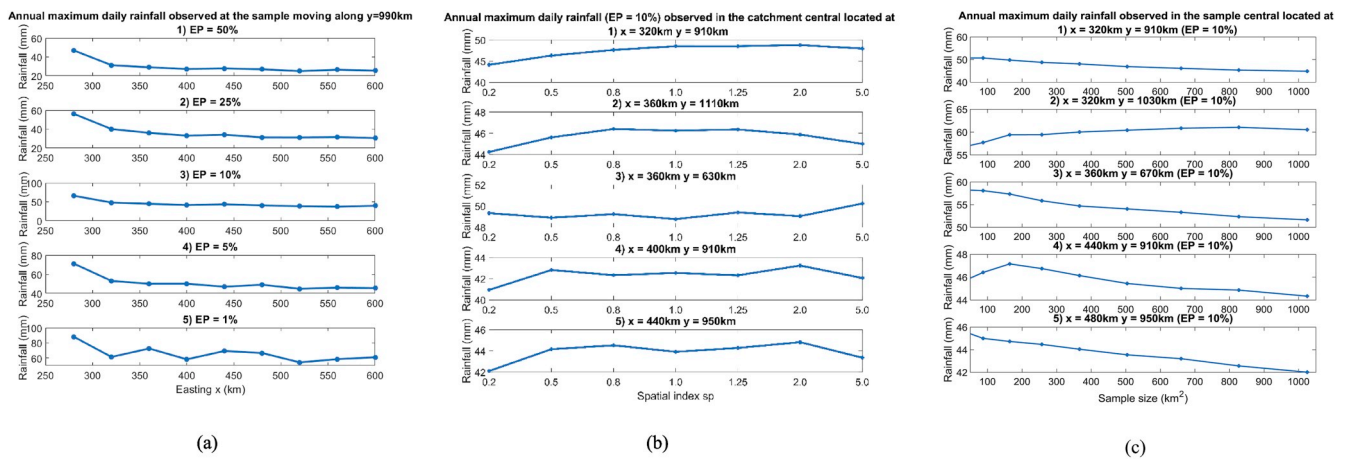 Annual maximum daily rainfall observed at the sample moving along y=990km
1) EP = 50%
Rainfall (mm)
60
40
20
250 300 350 400 450 500 550 600
2) EP = 25%
Rainfall (mm)
60
40
20
250 300 350 400 450 500 550 600
3) EP = 10%
Rainfall (mm)
100
50
0
250 300 350 400 450 500 550 600
4) EP = 5%
Rainfall (mm)
80
60
40
250 300 350 400 450 500 550 600
5) EP = 1%
Rainfall (mm)
100
80
60
250 300 350 400 450 500 550 600
Easting x (km)
(a)
Annual maximum daily rainfall (EP = 10%) observed in the catchment central located at
1) x = 320km y = 910km
Rainfall (mm)
50
45
40
0.2 0.5 0.8 1.0 1.25 2.0 5.0
2) x = 360km y = 1110km
Rainfall (mm)
48
46
44
0.2 0.5 0.8 1.0 1.25 2.0 5.0
3) x = 360km y = 630km
Rainfall (mm)
52
50
48
0.2 0.5 0.8 1.0 1.25 2.0 5.0
4) x = 400km y = 910km
Rainfall (mm)
44
42
40
0.2 0.5 0.8 1.0 1.25 2.0 5.0
5) x = 440km y = 950km
Rainfall (mm)
46
44
42
0.2 0.5 0.8 1.0 1.25 2.0 5.0
Spatial index sp
(b)
Annual maximum daily rainfall observed in the sample central located at
1) x = 320km y = 910km (EP = 10%)
Rainfall (mm)
60
50
40
100 200 300 400 500 600 700 800 900 1000
2) x = 320km y = 1030km (EP = 10%)
Rainfall (mm)
65
60
55
100 200 300 400 500 600 700 800 900 1000
3) x = 360km y = 670km (EP = 10%)
Rainfall (mm)
60
55
50
100 200 300 400 500 600 700 800 900 1000
4) x = 440km y = 910km (EP = 10%)
Rainfall (mm)
48
46
44
100 200 300 400 500 600 700 800 900 1000
5) x = 480km y = 950km (EP = 10%)
Rainfall (mm)
46
44
42
100 200 300 400 500 600 700 800 900 1000
Sample size (km²)
(c)